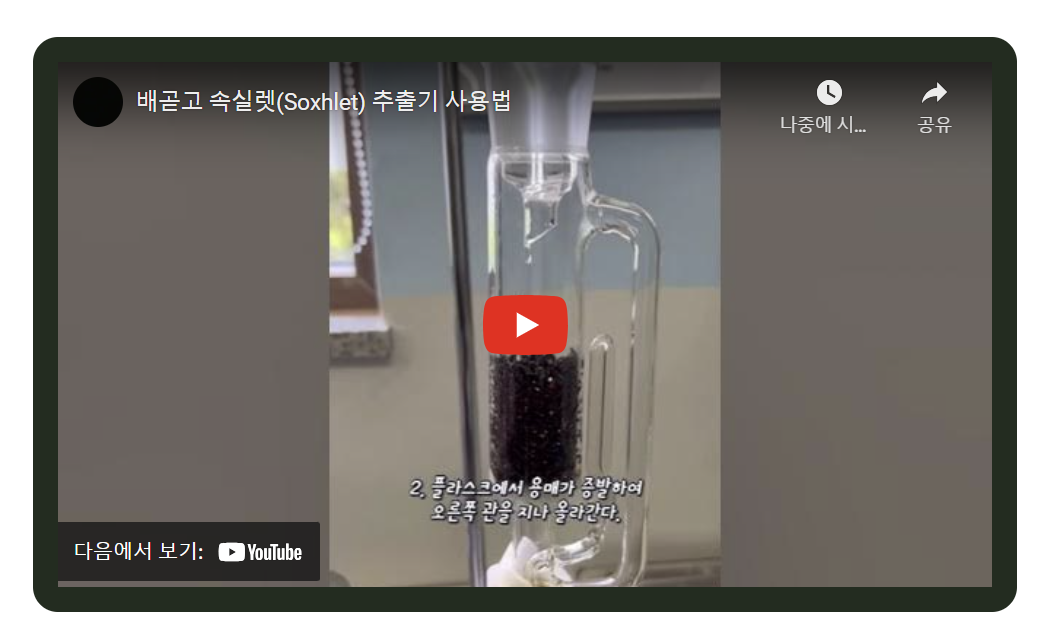 배곧고 속실렛(Soxhlet) 추출기 사용법
나중에 시...
공유
2. 플라스크에서 용매가 증발하여
오른쪽 관을 지나 올라간다.
다음에서 보기: YouTube